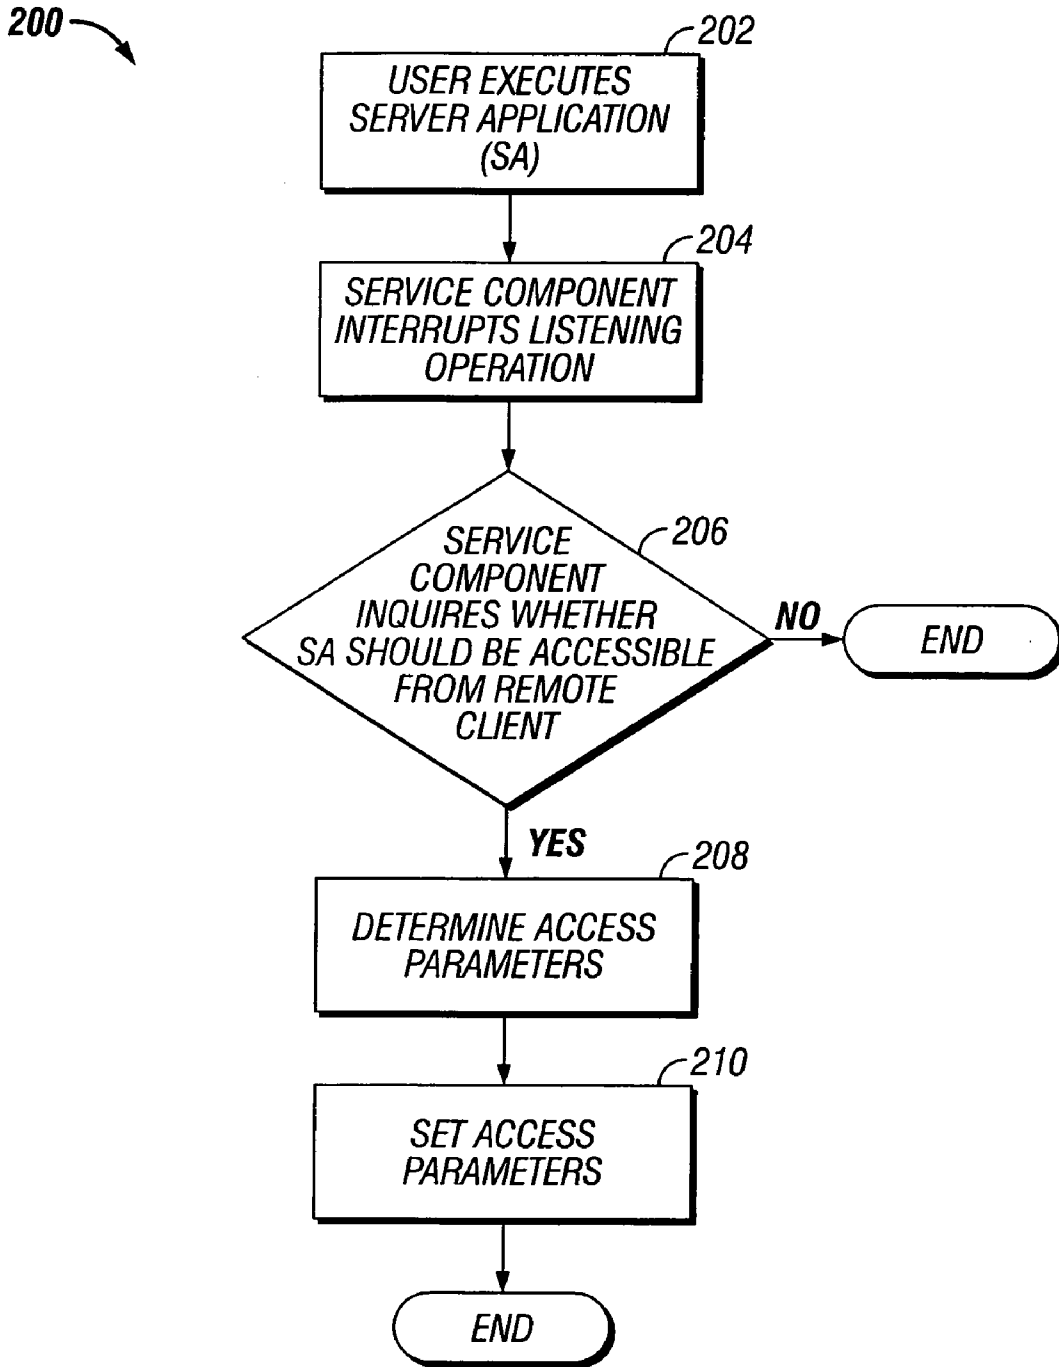 200
202
USER EXECUTES
SERVER APPLICATION
(SA)
204
SERVICE COMPONENT
INTERRUPTS LISTENING
OPERATION
206
SERVICE
COMPONENT
INQUIRES WHETHER
SA SHOULD BE ACCESSIBLE
FROM REMOTE
CLIENT
NO
END
YES
208
DETERMINE ACCESS
PARAMETERS
210
SET ACCESS
PARAMETERS
END